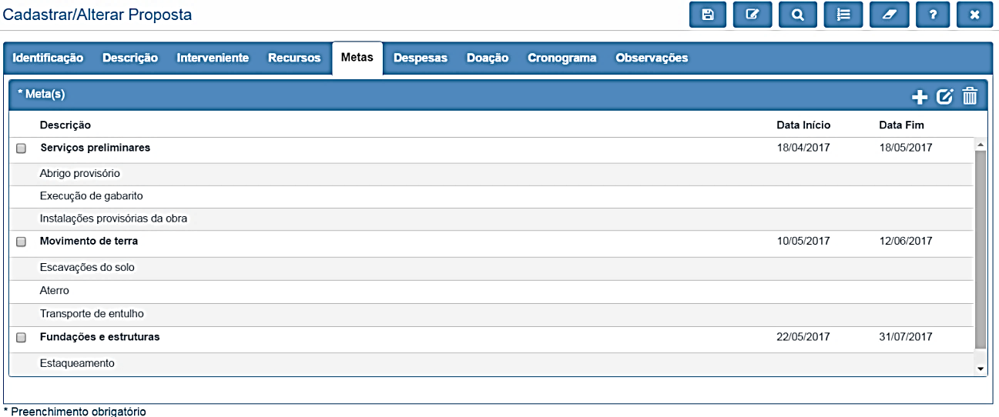 Cadastrar/Alterar Proposta ?
Identificação Descrição Interveniente Recursos Metas Despesas Doação Cronograma Observações
* Meta(s)
Descrição Data Início Data Fim
Serviços preliminares 18/04/2017 18/05/2017
Abrigo provisório
Execução de gabarito
Instalações provisórias da obra
Movimento de terra 10/05/2017 12/06/2017
Escavações do solo
Aterro
Transporte de entulho
Fundações e estruturas 22/05/2017 31/07/2017
Estaqueamento
* Preenchimento obrigatório